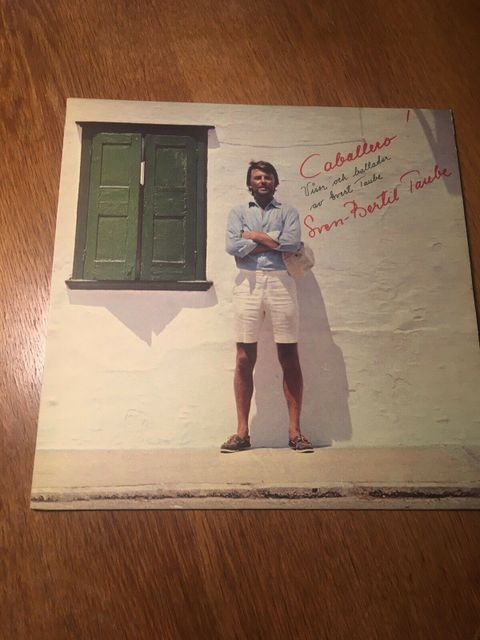 Caballero!
Visor och ballader
av Evert Taube
Sven-Bertil Taube